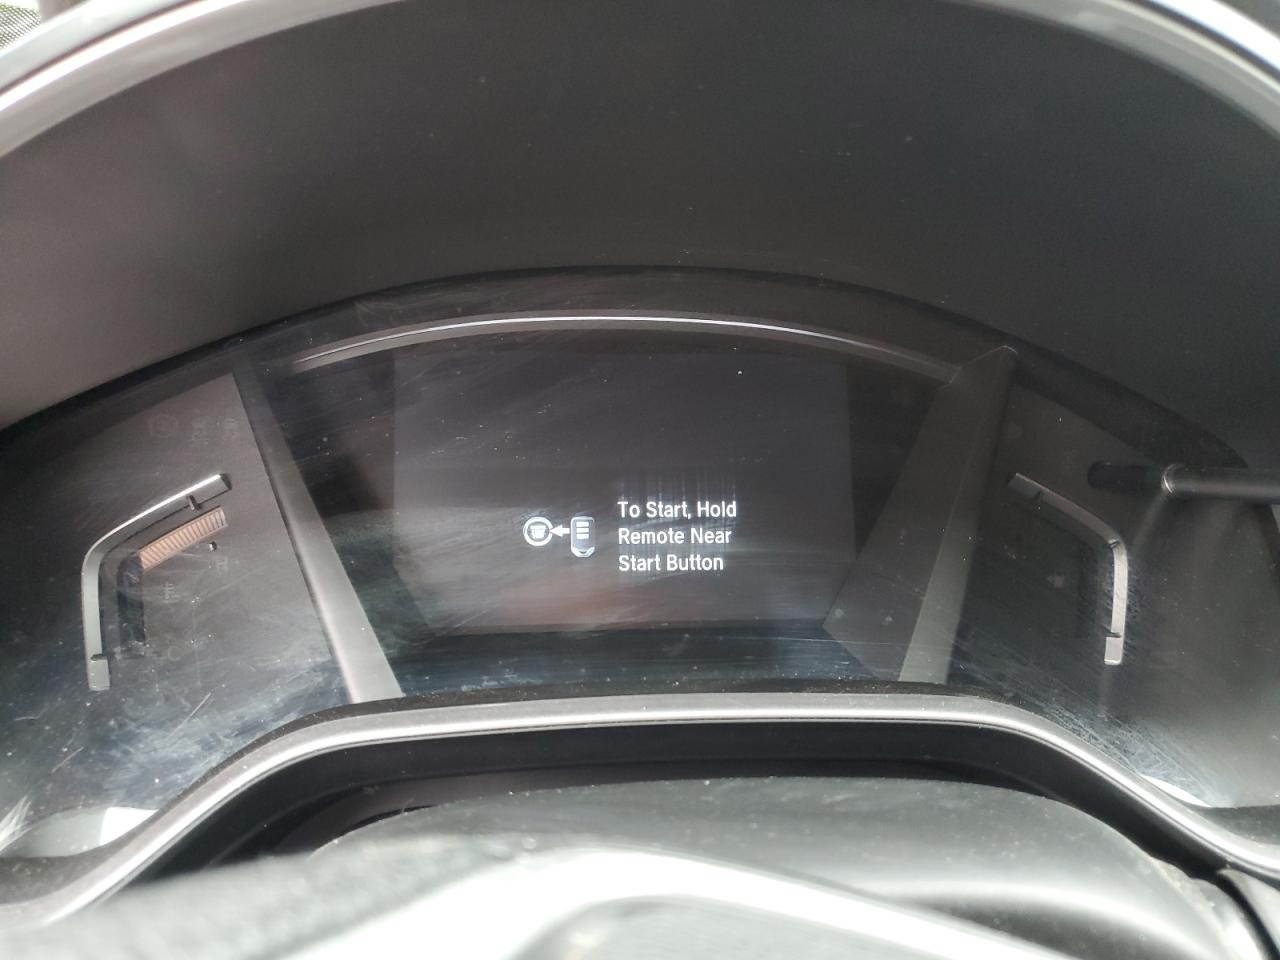 To Start, Hold
Remote Near
Start Button